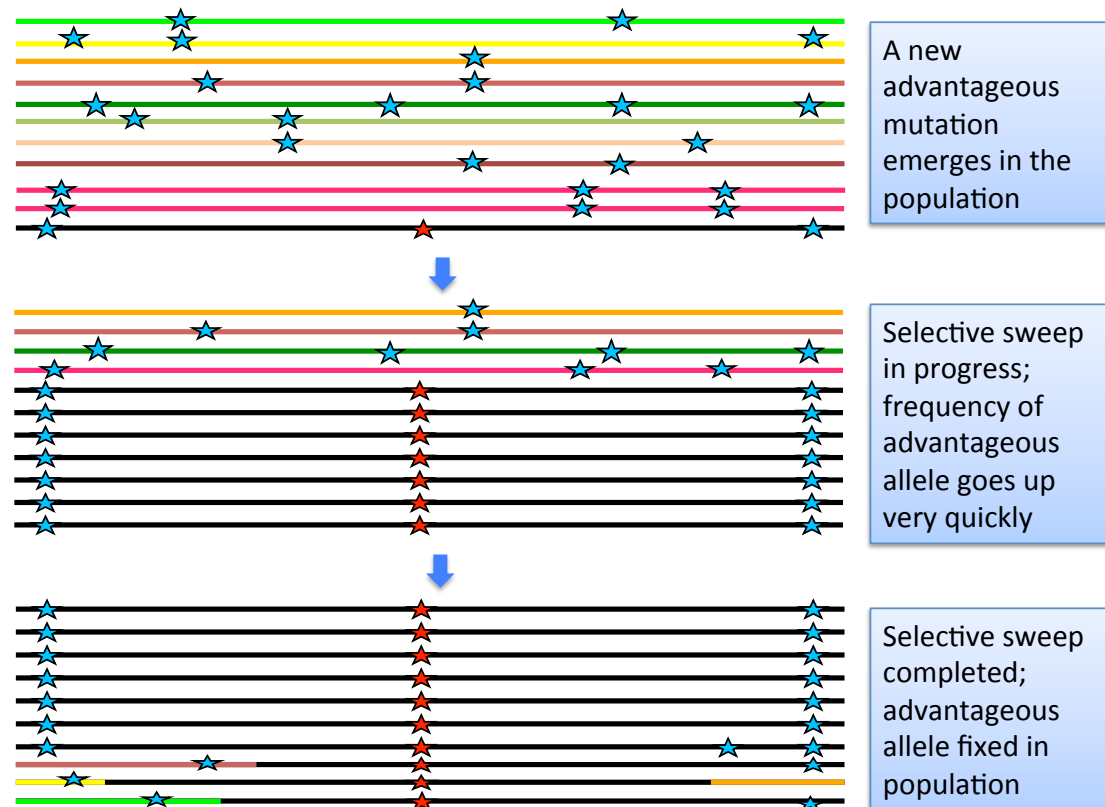 A new
advantageous
mutation
emerges in the
population
Selective sweep
in progress;
frequency of
advantageous
allele goes up
very quickly
Selective sweep
completed;
advantageous
allele fixed in
population